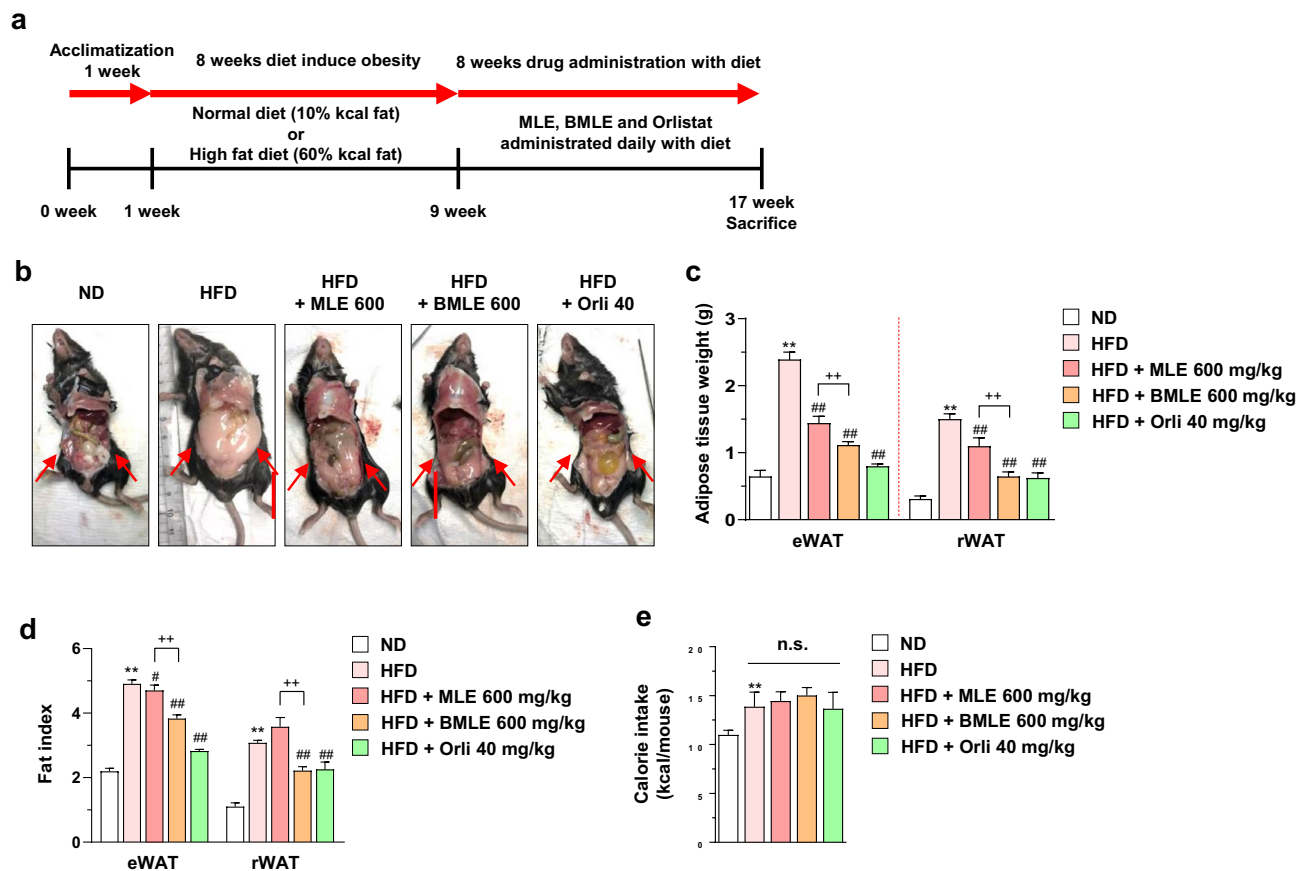 a
Acclimatization
1 week
8 weeks diet induce obesity
8 weeks drug administration with diet
Normal diet (10% kcal fat)
or
High fat diet (60% kcal fat)
MLE, BMLE and Orlistat
administrated daily with diet
0 week
1 week
9 week
17 week
Sacrifice
b
ND
HFD
HFD
+ MLE 600
HFD
+ BMLE 600
HFD
+ Orli 40
c
Adipose tissue weight (g)
3
2
1
0
**
##
++
##
##
**
##
++
##
##
eWAT
rWAT
ND
HFD
HFD + MLE 600 mg/kg
HFD + BMLE 600 mg/kg
HFD + Orli 40 mg/kg
d
Fat index
6
4
2
0
**
#
++
##
##
**
++
##
##
eWAT
rWAT
ND
HFD
HFD + MLE 600 mg/kg
HFD + BMLE 600 mg/kg
HFD + Orli 40 mg/kg
e
Calorie intake
(kcal/mouse)
20
15
10
5
0
**
n.s.
ND
HFD
HFD + MLE 600 mg/kg
HFD + BMLE 600 mg/kg
HFD + Orli 40 mg/kg